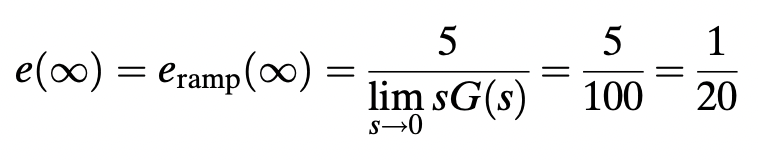 e(∞) = e_ramp(∞) = 5 / lim_{s→0} sG(s) = 5/100 = 1/20